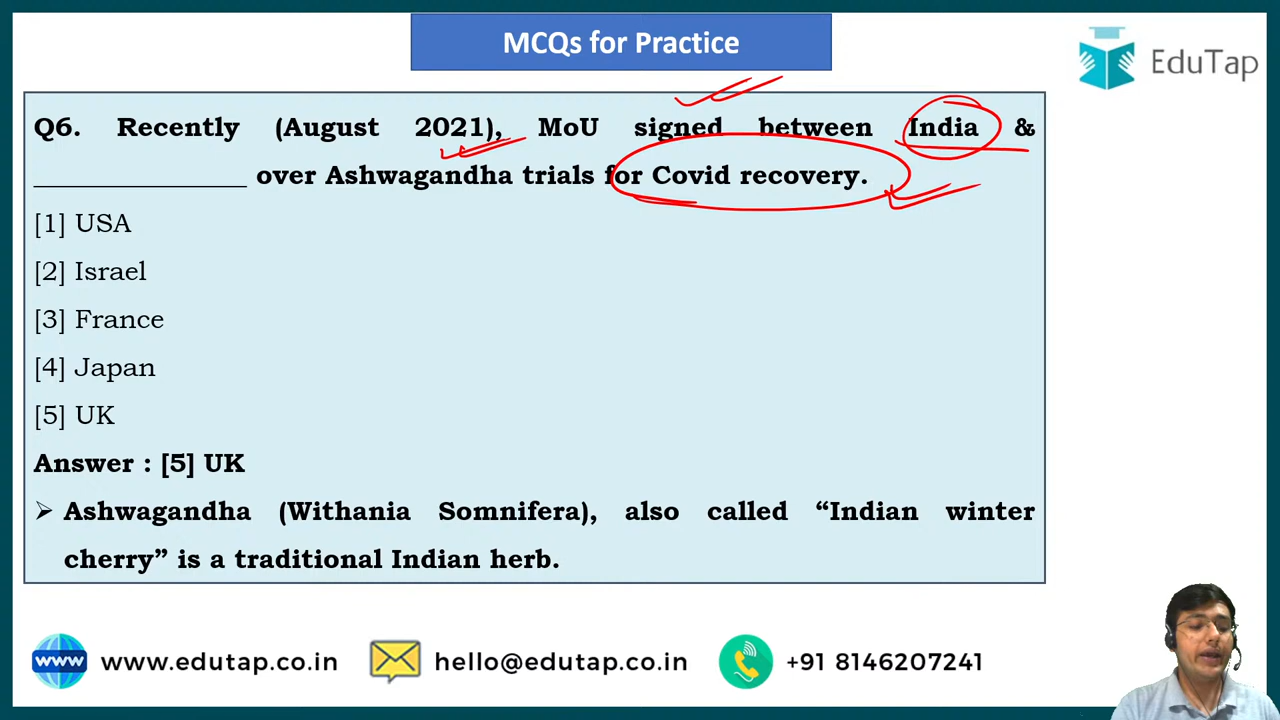 MCQs for Practice
EduTap
Q6. Recently (August 2021), MoU signed between India &
_______________ over Ashwagandha trials for Covid recovery.
[1] USA
[2] Israel
[3] France
[4] Japan
[5] UK
Answer : [5] UK
➢ Ashwagandha (Withania Somnifera), also called “Indian winter
cherry” is a traditional Indian herb.
www www.edutap.co.in hello@edutap.co.in +91 8146207241